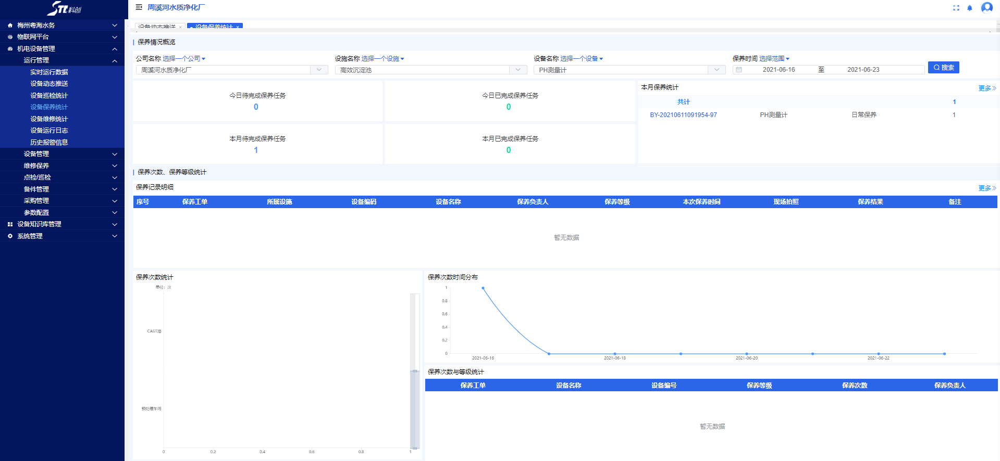 STC 科创
周溪河水质净化厂
梅州粤海水务
物联网平台
机电设备管理
运行管理
实时运行数据
设备动态推送
设备巡检统计
设备保养统计
设备维修统计
设备运行日志
历史报警信息
设备管理
维修保养
点检/巡检
备件管理
采购管理
参数配置
设备知识库管理
系统管理
设备动态推送 ×
设备保养统计 ×
保养情况概览
公司名称 选择一个公司
设施名称 选择一个设施
设备名称 选择一个设备
保养时间 选择范围
周溪河水质净化厂
高效沉淀池
PH测量计
2021-06-16 至 2021-06-23
搜索
今日待完成保养任务
0
今日已完成保养任务
0
本月待完成保养任务
1
本月已完成保养任务
0
本月保养统计
更多
共计 1
BY-20210611091954-97 PH测量计 日常保养 1
保养次数、保养等级统计
保养记录明细
更多
序号 保养工单 所属设施 设备编码 设备名称 保养负责人 保养等级 本次保养时间 现场拍照 保养结果 备注
暂无数据
保养次数统计
单位：次
CAST池
预处理车间
0 0.2 0.4 0.6 0.8 1
保养次数时间分布
1
0.8
0.6
0.4
0.2
0
2021-06-16 2021-06-18 2021-06-20 2021-06-22
保养次数与等级统计
保养工单 设备名称 设备编号 保养等级 保养次数 保养负责人
暂无数据